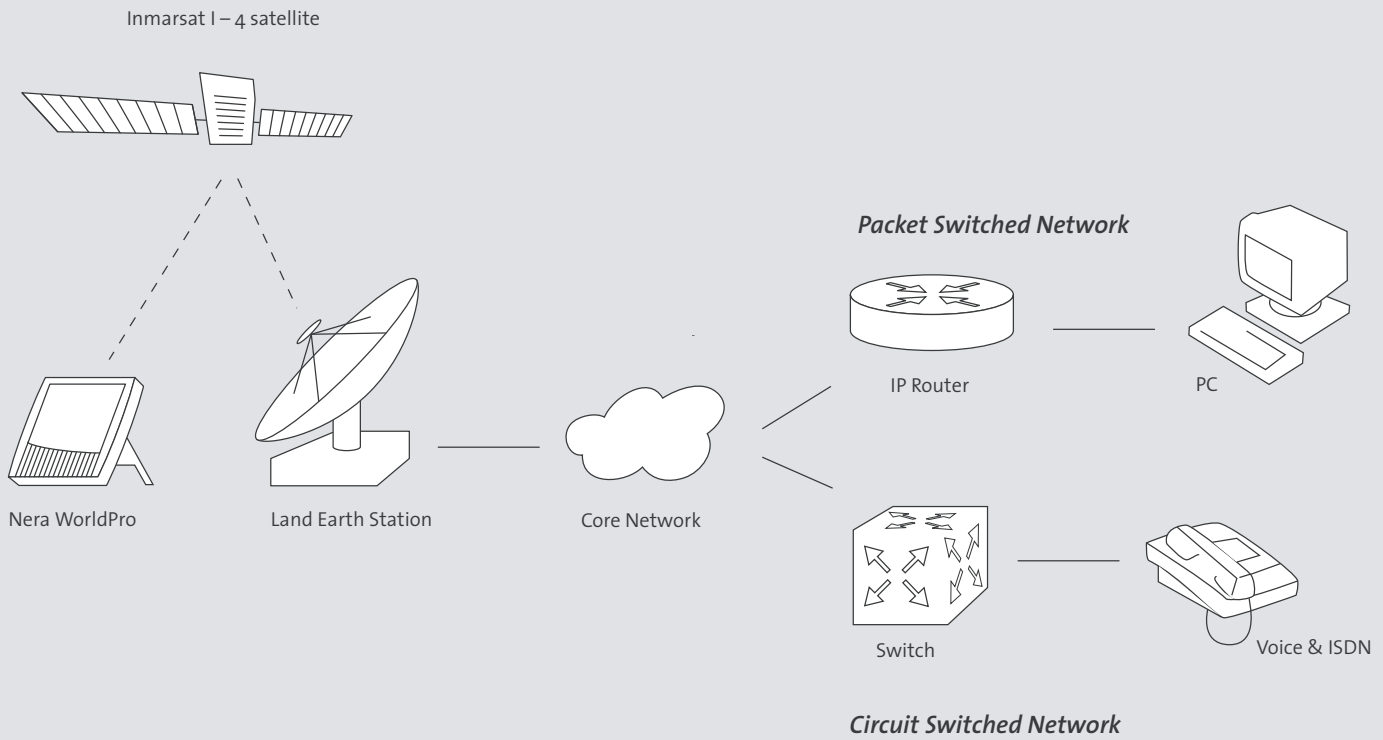 Inmarsat I – 4 satellite
Packet Switched Network
IP Router
PC
Nera WorldPro
Land Earth Station
Core Network
Switch
Voice & ISDN
Circuit Switched Network